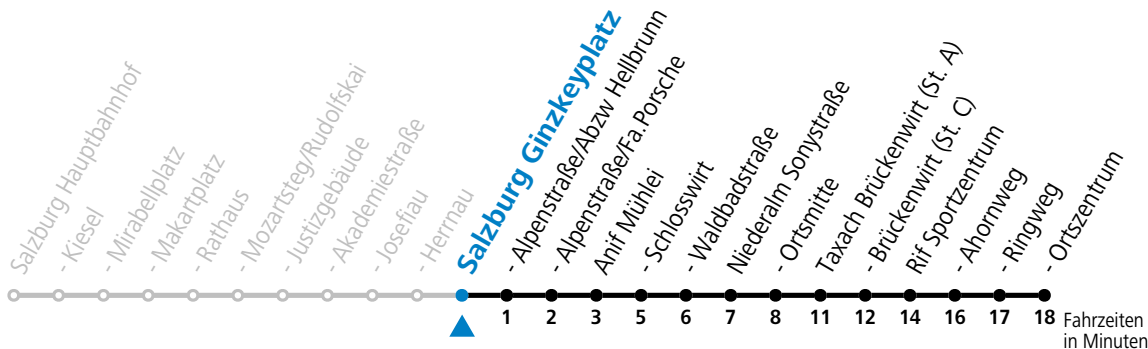 Salzburg Hauptbahnhof
- Kiesel
- Mirabellplatz
- Makartplatz
- Rathaus
- Mozartsteg/Rudolfskai
- Justizgebäude
- Akademiestraße
- Josefiau
- Herrnau
Salzburg Ginzkeyplatz
- Alpenstraße/Abzw Hellbrunn
- Alpenstraße/Fa.Porsche
Anif Mühlei
- Schlosswirt
- Waldbadstraße
Niederalm Sonystraße
- Ortsmitte
Taxach Brückenwirt (St. A)
- Brückenwirt (St. C)
Rif Sportzentrum
- Ahornweg
- Ringweg
- Ortszentrum
1 2 3 5 6 7 8 11 12 14 16 17 18 Fahrzeiten
in Minuten